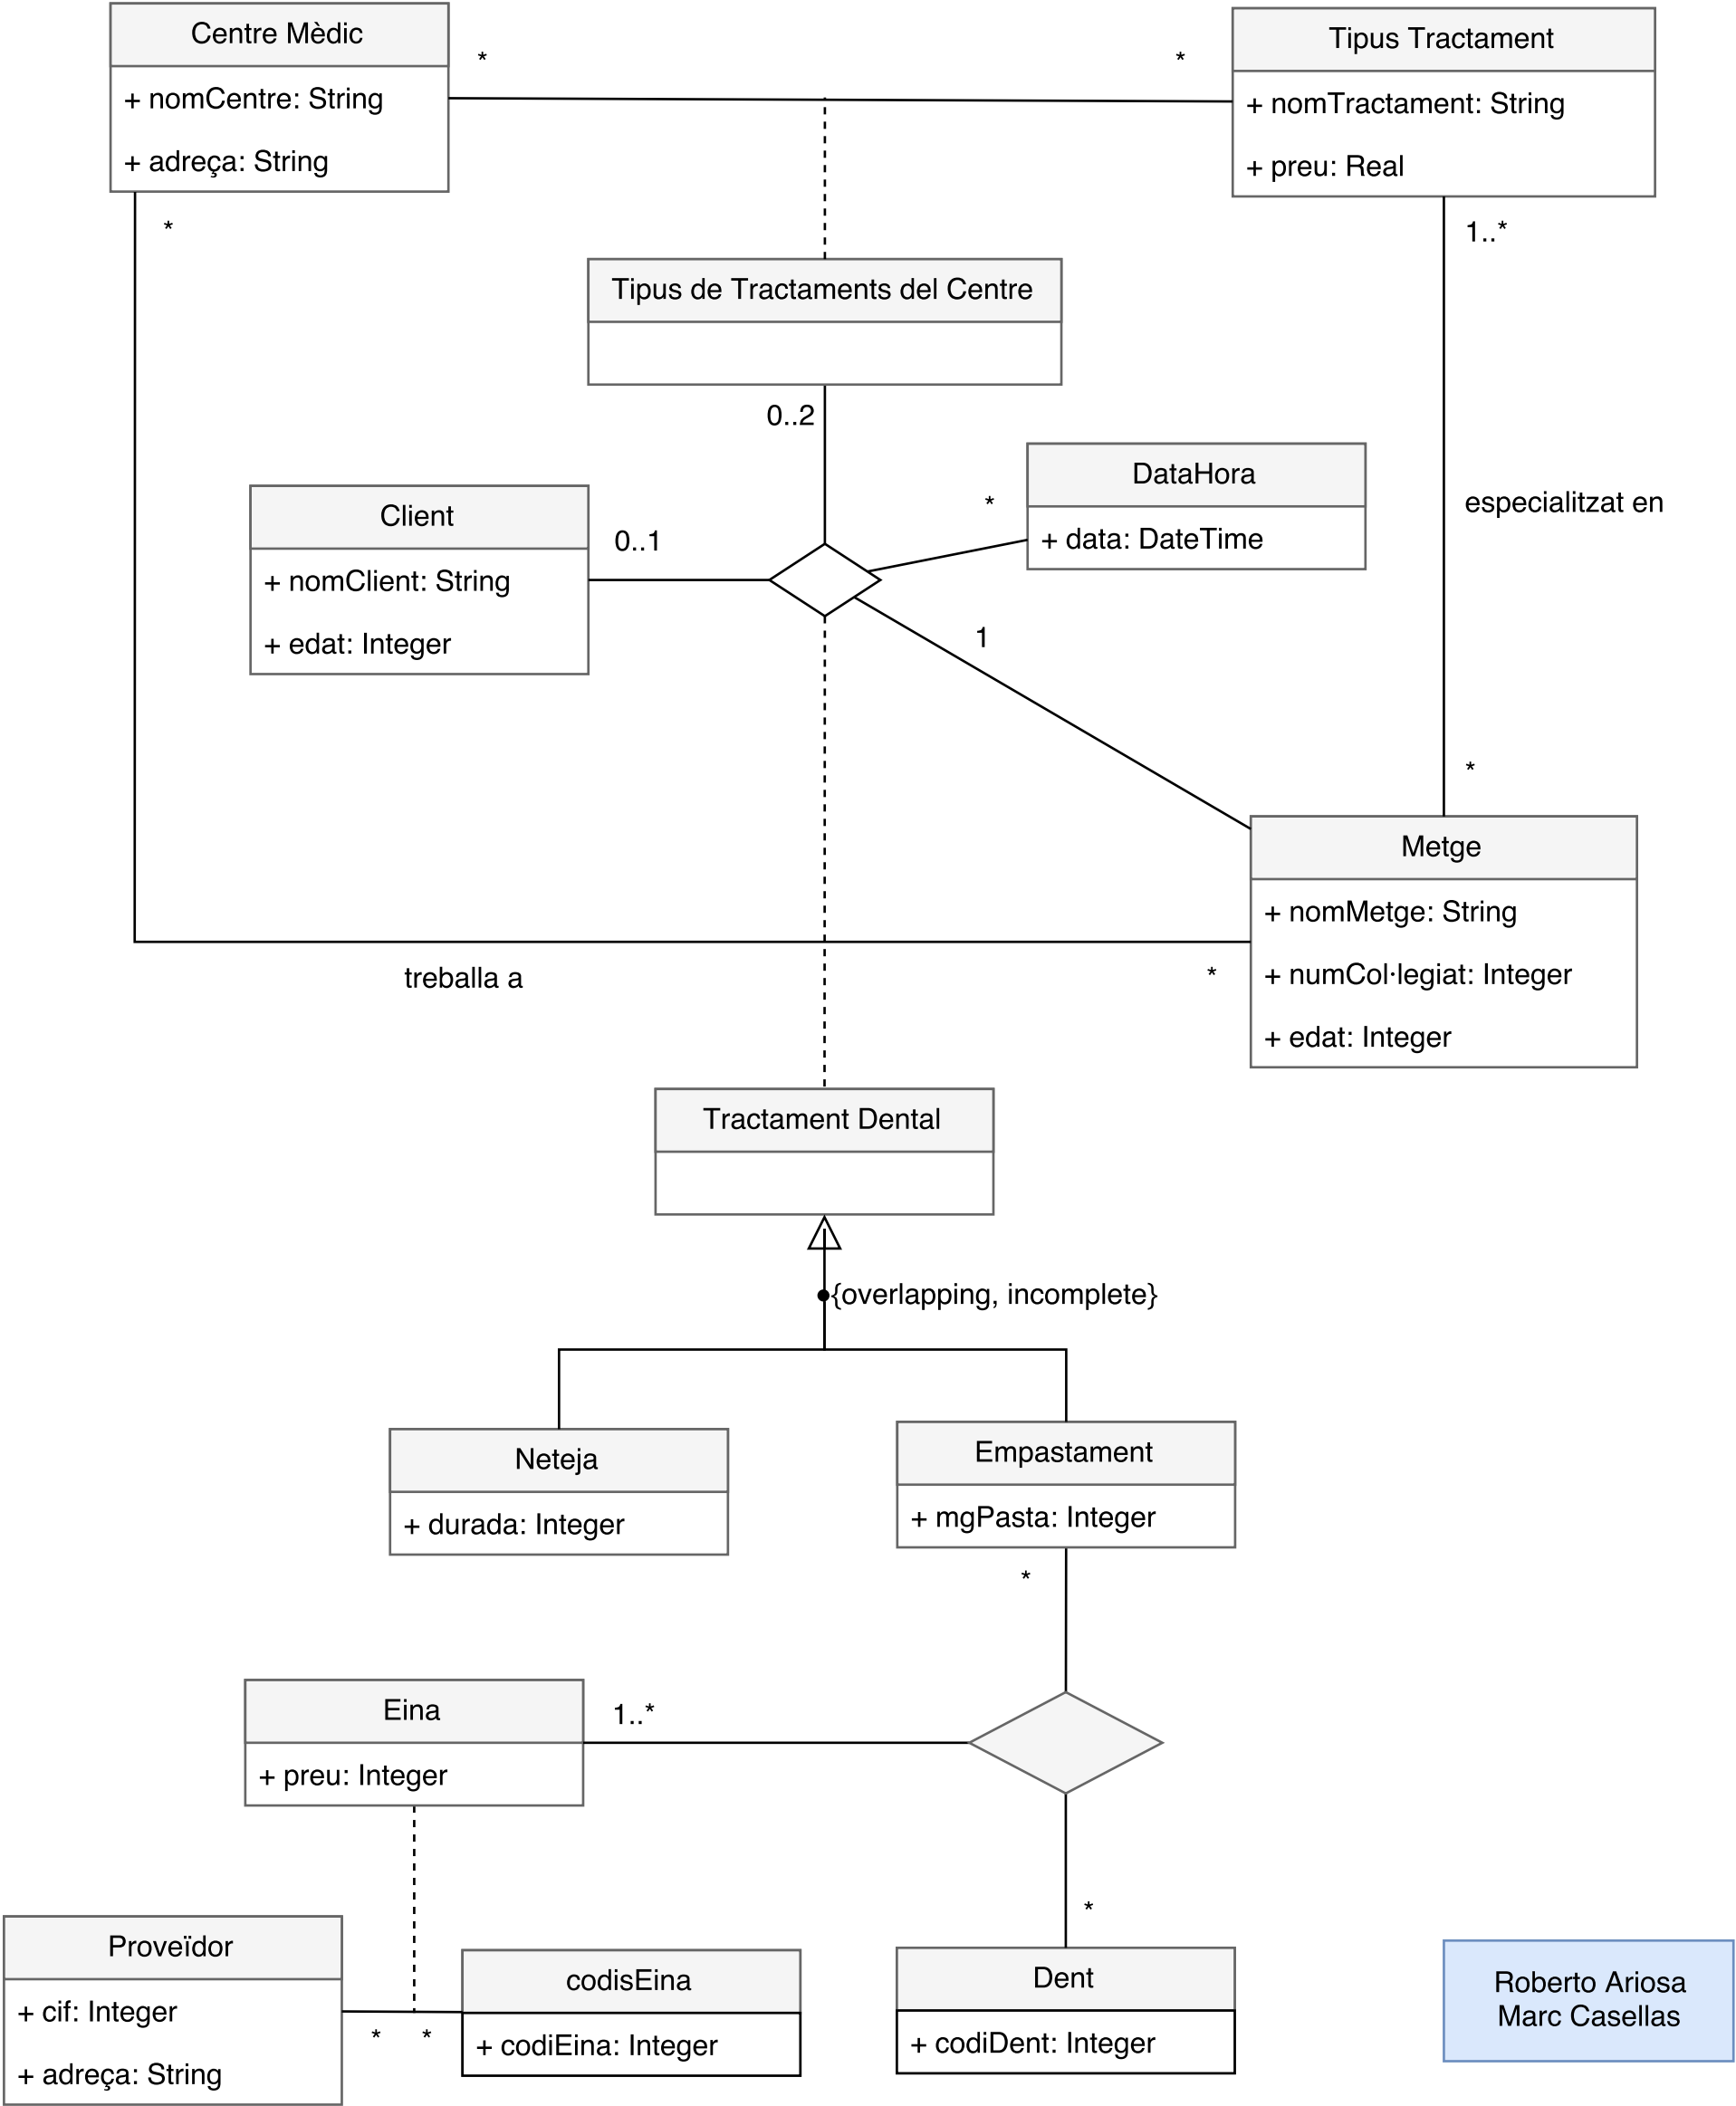 Centre Mèdic
+ nomCentre: String
+ adreça: String
*
*
Tipus Tractament
+ nomTractament: String
+ preu: Real
*
1..*
Tipus de Tractaments del Centre
0..2
DataHora
+ data: DateTime
*
especialitzat en
Client
+ nomClient: String
+ edat: Integer
0..1
1
*
Metge
+ nomMetge: String
+ numCol·legiat: Integer
+ edat: Integer
treballa a
*
Tractament Dental
{overlapping, incomplete}
Neteja
+ durada: Integer
Empastament
+ mgPasta: Integer
*
Eina
+ preu: Integer
1..*
*
Proveïdor
+ cif: Integer
+ adreça: String
*
*
codisEina
+ codiEina: Integer
Dent
+ codiDent: Integer
Roberto Ariosa
Marc Casellas